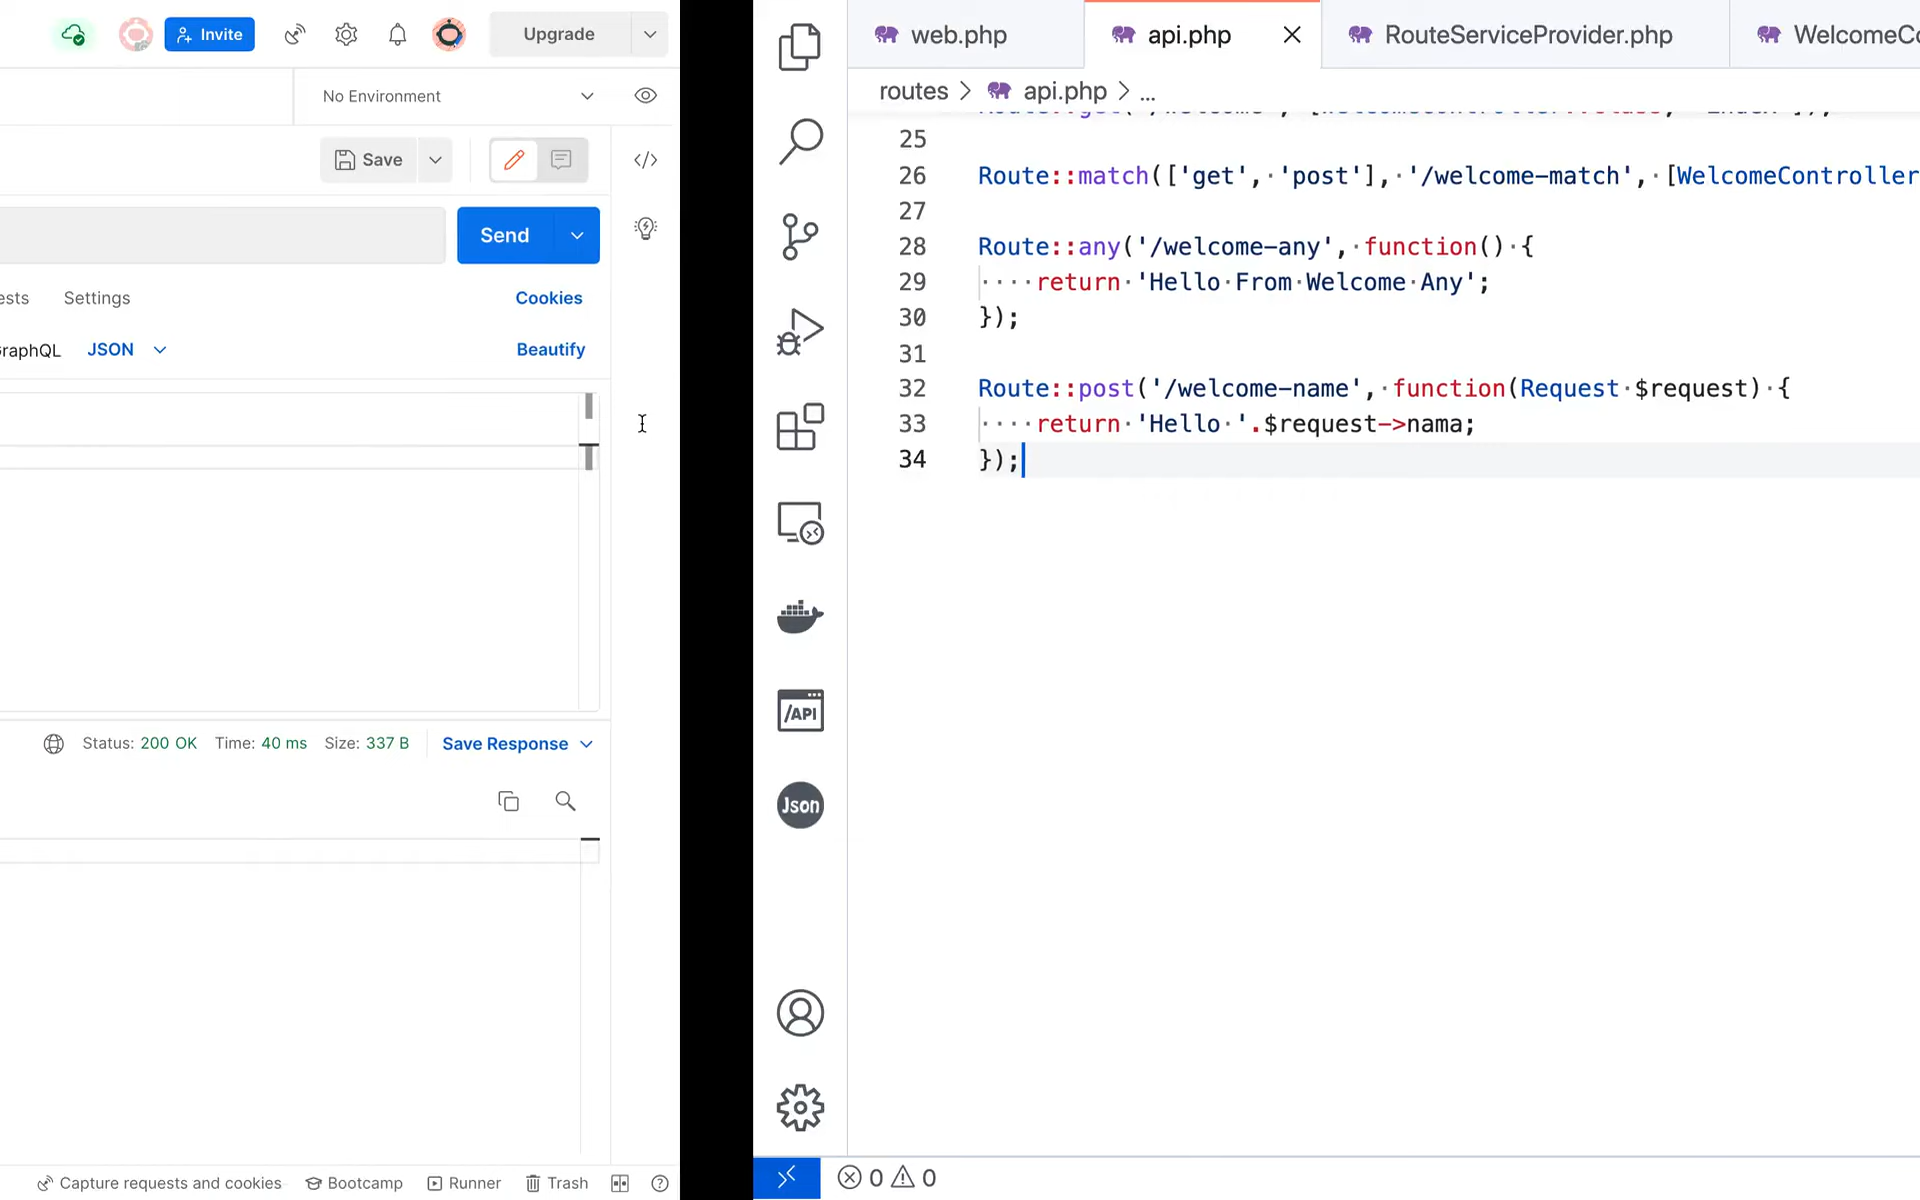 Invite
Upgrade
No Environment
Save
Send
ests
Settings
Cookies
raphQL
JSON
Beautify
Status: 200 OK
Time: 40 ms
Size: 337 B
Save Response
Capture requests and cookies
Bootcamp
Runner
Trash
/API
Json
web.php
api.php
RouteServiceProvider.php
WelcomeCo
routes > api.php > ...
25
26 Route::match(['get', 'post'], '/welcome-match', [WelcomeController
27
28 Route::any('/welcome-any', function() {
29 ····return 'Hello From Welcome Any';
30 });
31
32 Route::post('/welcome-name', function(Request $request) {
33 ····return 'Hello '.$request->nama;
34 });
0 0